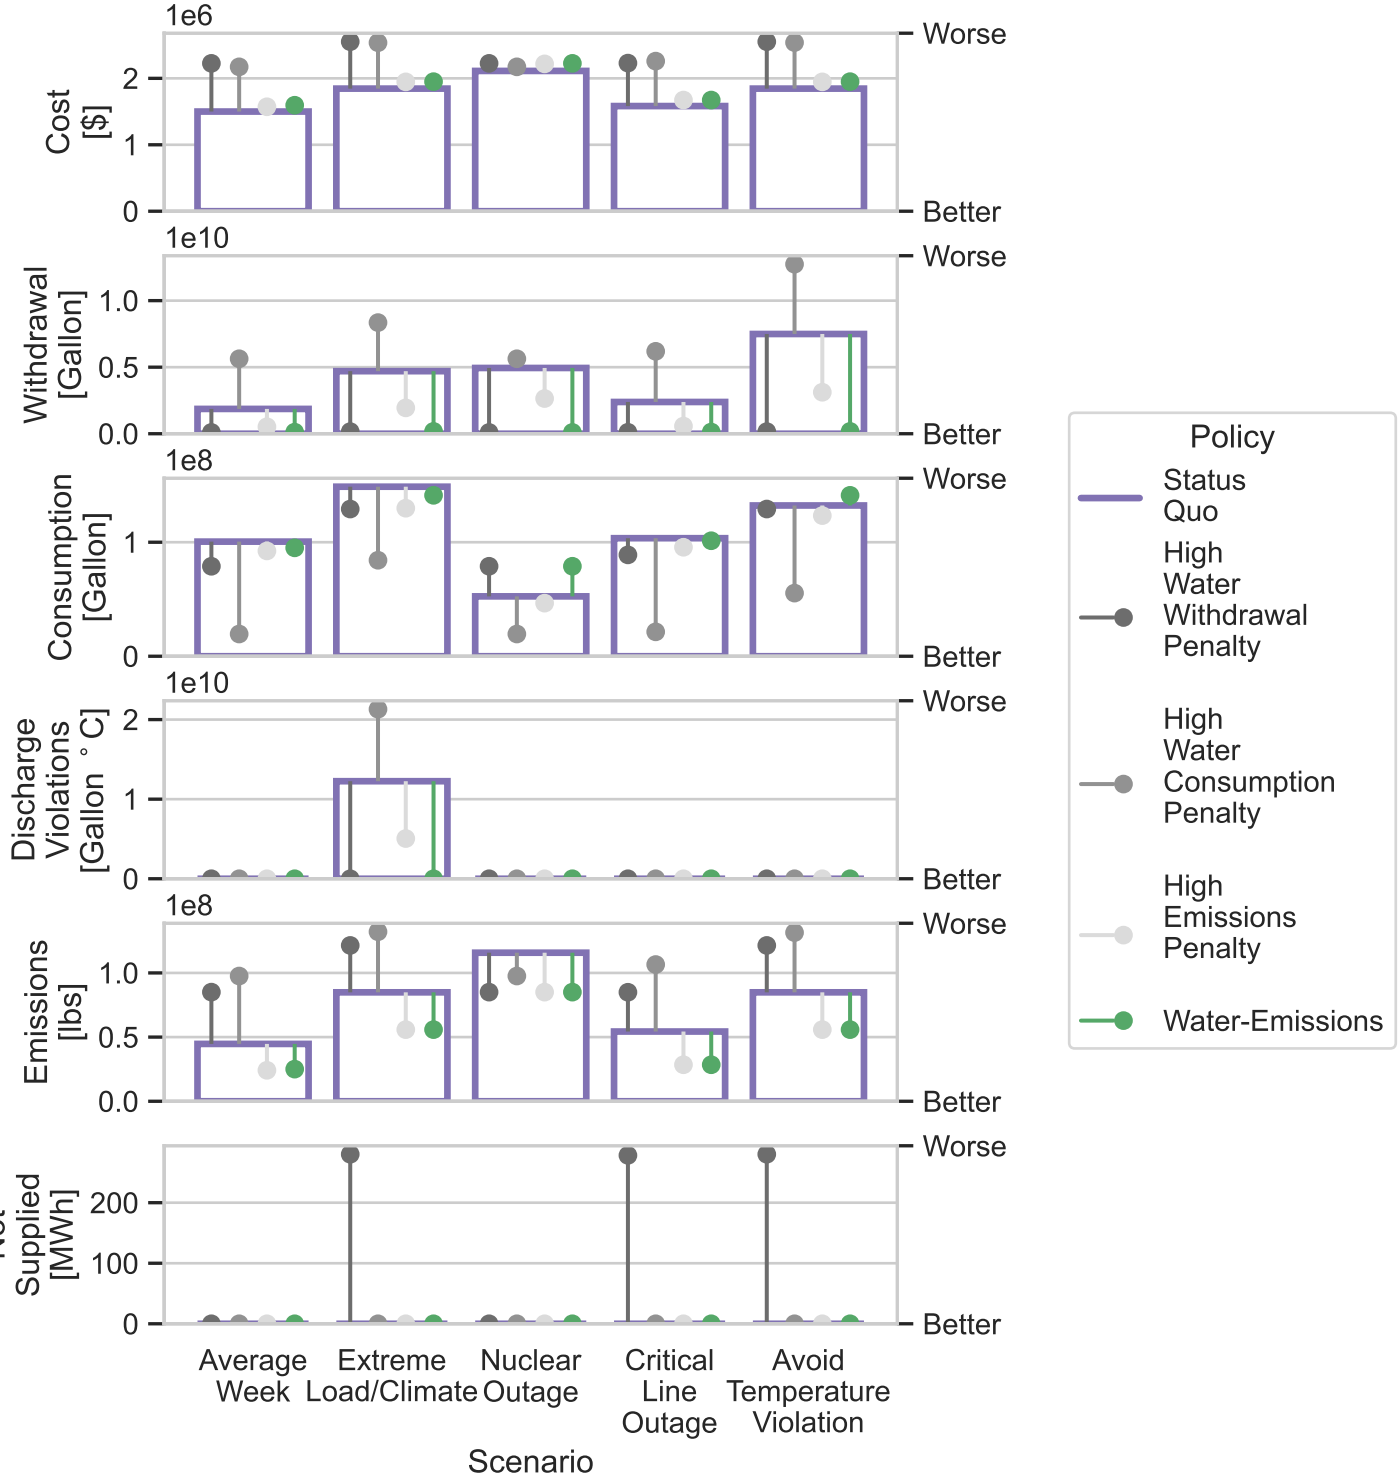 1e6
Worse
2
1
0
Cost
[$]
Better
1e10
Worse
1.0
0.5
0.0
Withdrawal
[Gallon]
Better
1e8
Worse
1
0
Consumption
[Gallon]
Better
1e10
Worse
2
1
0
Discharge
Violations
[Gallon °C]
Better
1e8
Worse
1.0
0.5
0.0
Emissions
[lbs]
Better
Worse
200
100
0
Supplied
[MWh]
Better
Average
Week
Extreme
Load/Climate
Nuclear
Outage
Critical
Line
Outage
Avoid
Temperature
Violation
Scenario
Policy
Status
Quo
High
Water
Withdrawal
Penalty
High
Water
Consumption
Penalty
High
Emissions
Penalty
Water-Emissions